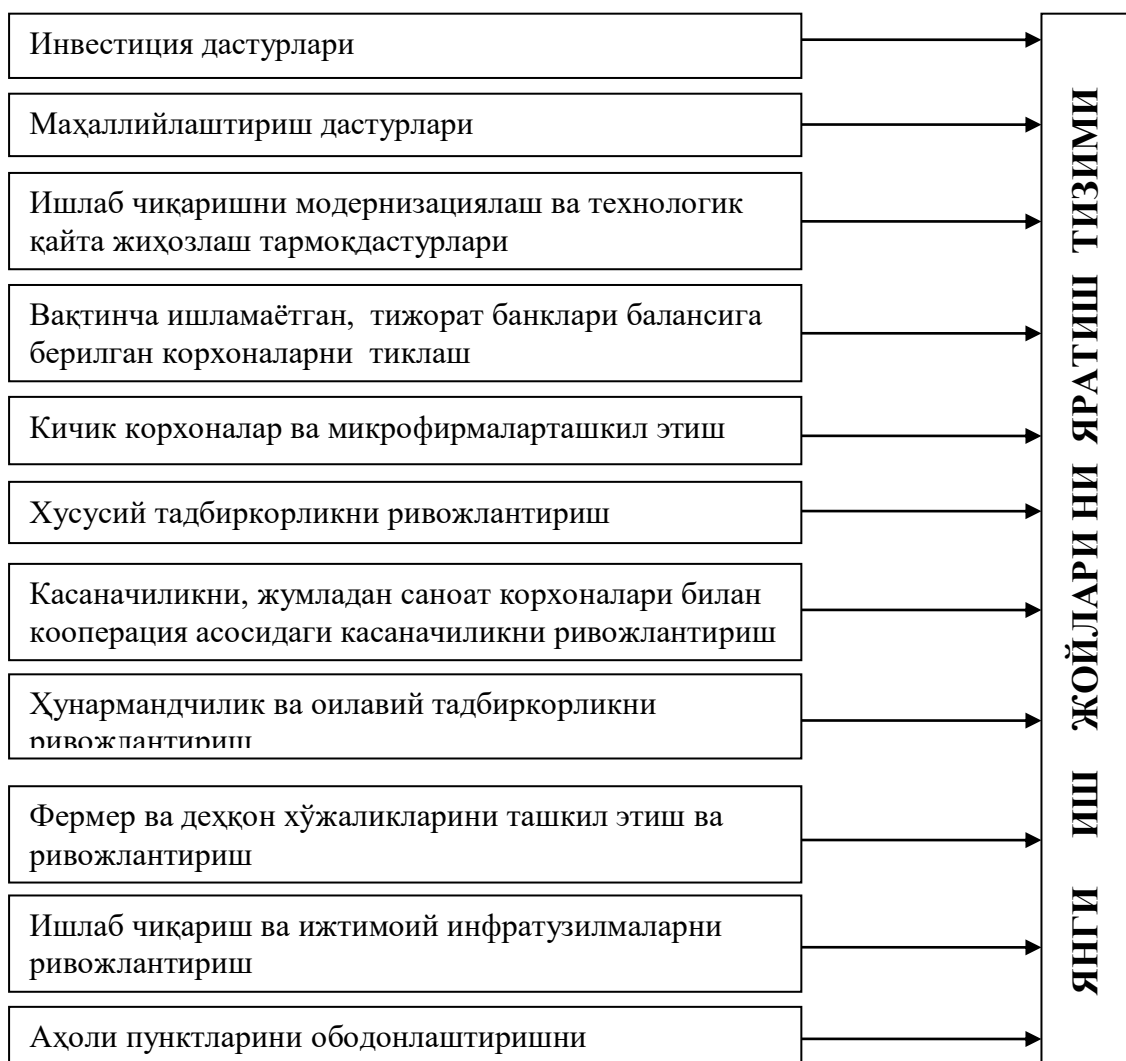 Инвестиция дастурлари
Маҳаллийлаштириш дастурлари
Ишлаб чиқаришни модернизациялаш ва технологик
қайта жиҳозлаш тармоқдастурлари
Вақтинча ишламаётган, тижорат банклари балансига
берилган корхоналарни тиклаш
Кичик корхоналар ва микрофирмаларташкил этиш
Хусусий тадбиркорликни ривожлантириш
Касаначиликни, жумладан саноат корхоналари билан
кооперация асосидаги касаначиликни ривожлантириш
Ҳунармандчилик ва оилавий тадбиркорликни
ривожлантириш
Фермер ва деҳқон хўжаликларини ташкил этиш ва
ривожлантириш
Ишлаб чиқариш ва ижтимоий инфратузилмаларни
ривожлантириш
Аҳоли пунктларини ободонлаштиришни
ЯНГИ ИШ ЖОЙЛАРИ НИ ЯРАТИШ ТИЗИМИ